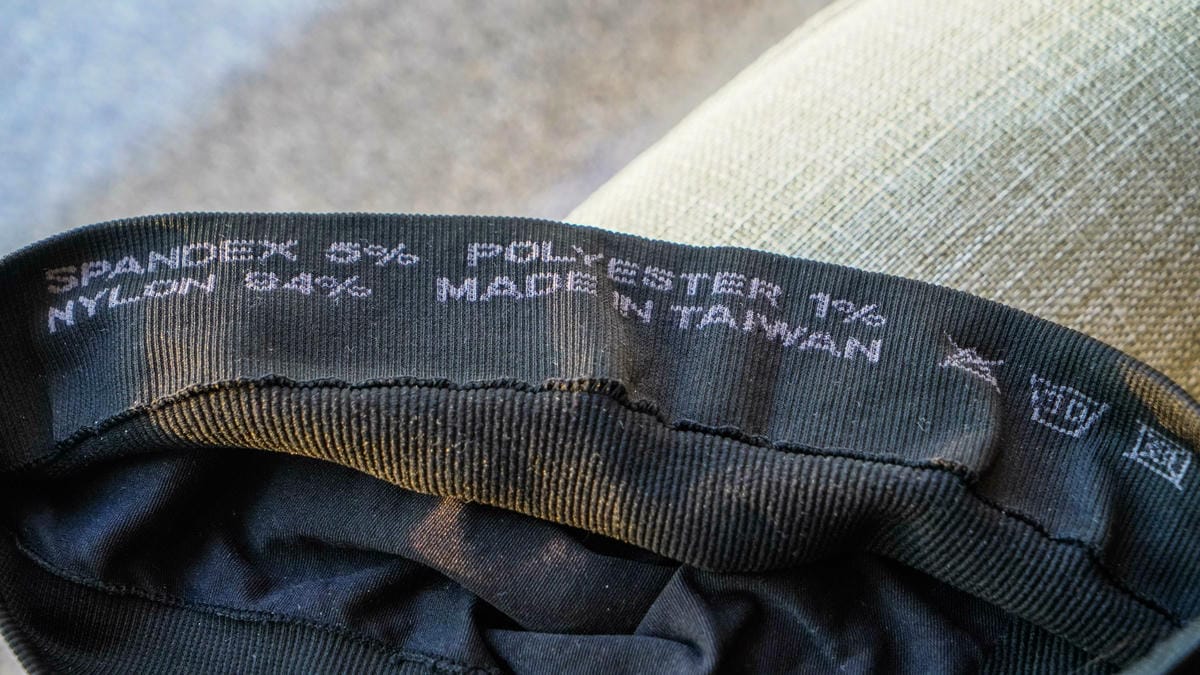 SPANDEX 5% POLYESTER 1%
NYLON 94% MADE IN TAIWAN